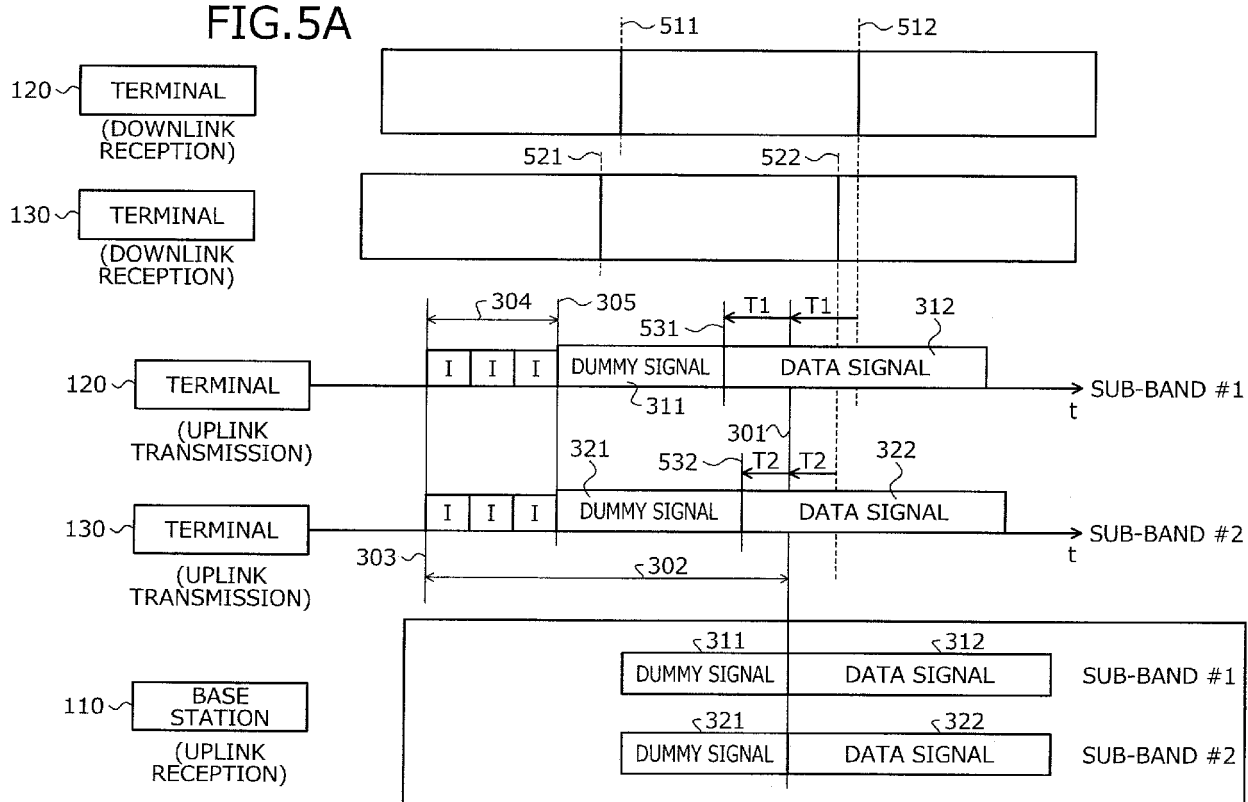 FIG.5A
511
512
120
TERMINAL
(DOWNLINK
RECEPTION)
521
522
130
TERMINAL
(DOWNLINK
RECEPTION)
304
305
T1
T1
312
531
I
I
I
DUMMY SIGNAL
DATA SIGNAL
120
TERMINAL
311
SUB-BAND #1
t
(UPLINK
TRANSMISSION)
321
301
532
T2
T2
322
I
I
I
DUMMY SIGNAL
DATA SIGNAL
130
TERMINAL
SUB-BAND #2
t
303
302
(UPLINK
TRANSMISSION)
311
312
DUMMY SIGNAL
DATA SIGNAL
SUB-BAND #1
110
BASE
STATION
321
322
(UPLINK
RECEPTION)
DUMMY SIGNAL
DATA SIGNAL
SUB-BAND #2